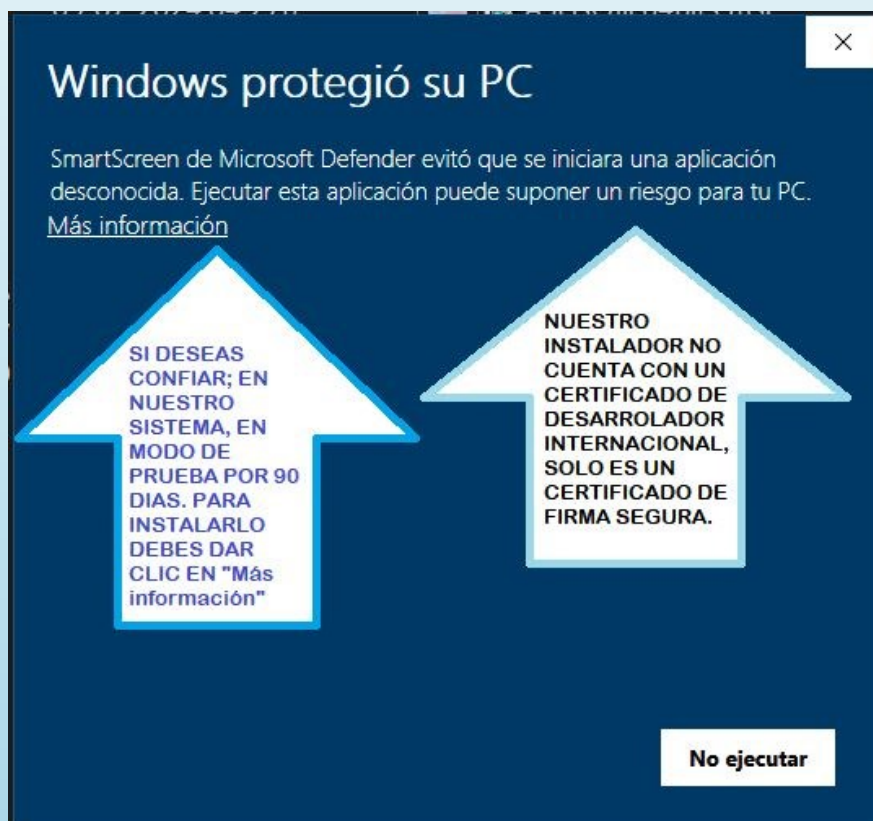 Windows protegió su PC
SmartScreen de Microsoft Defender evitó que se iniciara una aplicación
desconocida. Ejecutar esta aplicación puede suponer un riesgo para tu PC.
Más información
SI DESEAS
CONFIAR; EN
NUESTRO
SISTEMA, EN
MODO DE
PRUEBA POR 90
DIAS. PARA
INSTALARLO
DEBES DAR
CLIC EN "Más
información"
NUESTRO
INSTALADOR NO
CUENTA CON UN
CERTIFICADO DE
DESARROLADOR
INTERNACIONAL,
SOLO ES UN
CERTIFICADO DE
FIRMA SEGURA.
No ejecutar